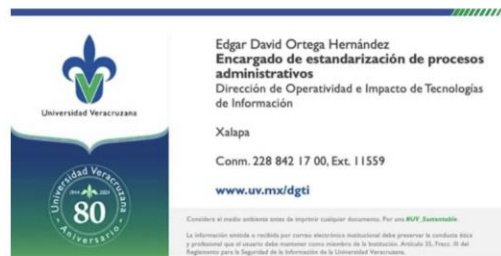 Edgar David Ortega Hernández
Encargado de estandarización de procesos
administrativos
Dirección de Operatividad e Impacto de Tecnologías
de Información
Xalapa
Conm. 228 842 17 00, Ext. 11559
www.uv.mx/dgti
Universidad Veracruzana
Universidad Veracruzana
1944 2024
80
Aniversario
Considera el medio ambiente antes de imprimir cualquier documento. Por una #UV_Sustentable.
La información emitida o recibida por correo electrónico institucional debe preservar la conducta ética
y profesional que el usuario debe mantener como miembro de la Institución. Artículo 35, Fracc. III del
Reglamento para la Seguridad de la Información de la Universidad Veracruzana.